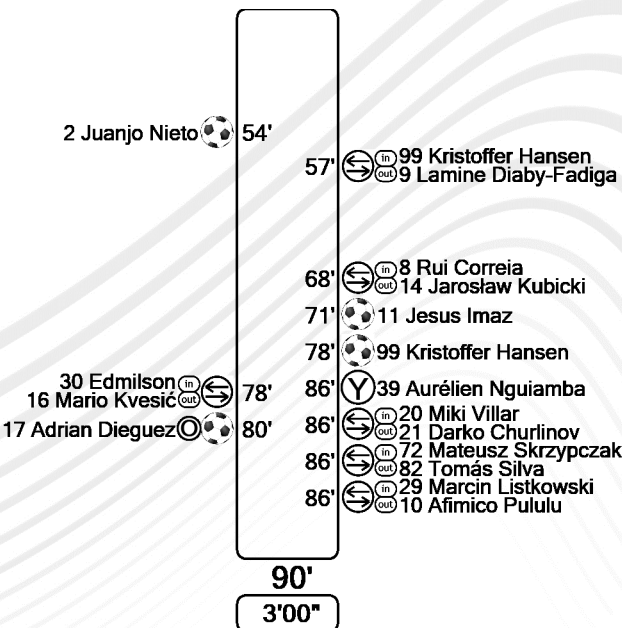 2 Juanjo Nieto 54'
57' in 99 Kristoffer Hansen
out 9 Lamine Diaby-Fadiga
68' in 8 Rui Correia
out 14 Jarosław Kubicki
71' 11 Jesus Imaz
78' 99 Kristoffer Hansen
30 Edmilson in
16 Mario Kvesić out 78'
86' Y 39 Aurélien Nguiamba
17 Adrian Dieguez O 80'
86' in 20 Miki Villar
out 21 Darko Churlinov
86' in 72 Mateusz Skrzypczak
out 82 Tomás Silva
86' in 29 Marcin Listkowski
out 10 Afimico Pululu
90'
3'00"